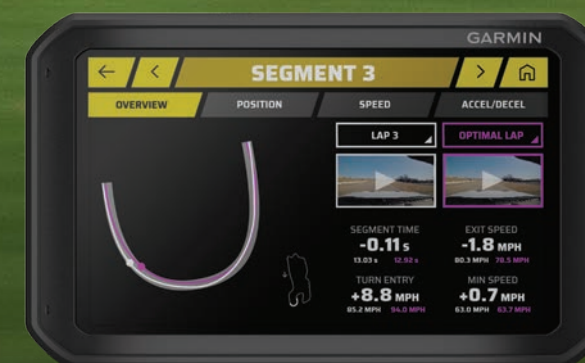 GARMIN
← < SEGMENT 3 >
OVERVIEW POSITION SPEED ACCEL/DECEL
LAP 3 OPTIMAL LAP
SEGMENT TIME EXIT SPEED
-0.11 s -1.8 MPH
13.03 s 12.92 s 80.3 MPH 78.5 MPH
TURN ENTRY MIN SPEED
+8.8 MPH +0.7 MPH
85.2 MPH 94.0 MPH 63.0 MPH 63.7 MPH